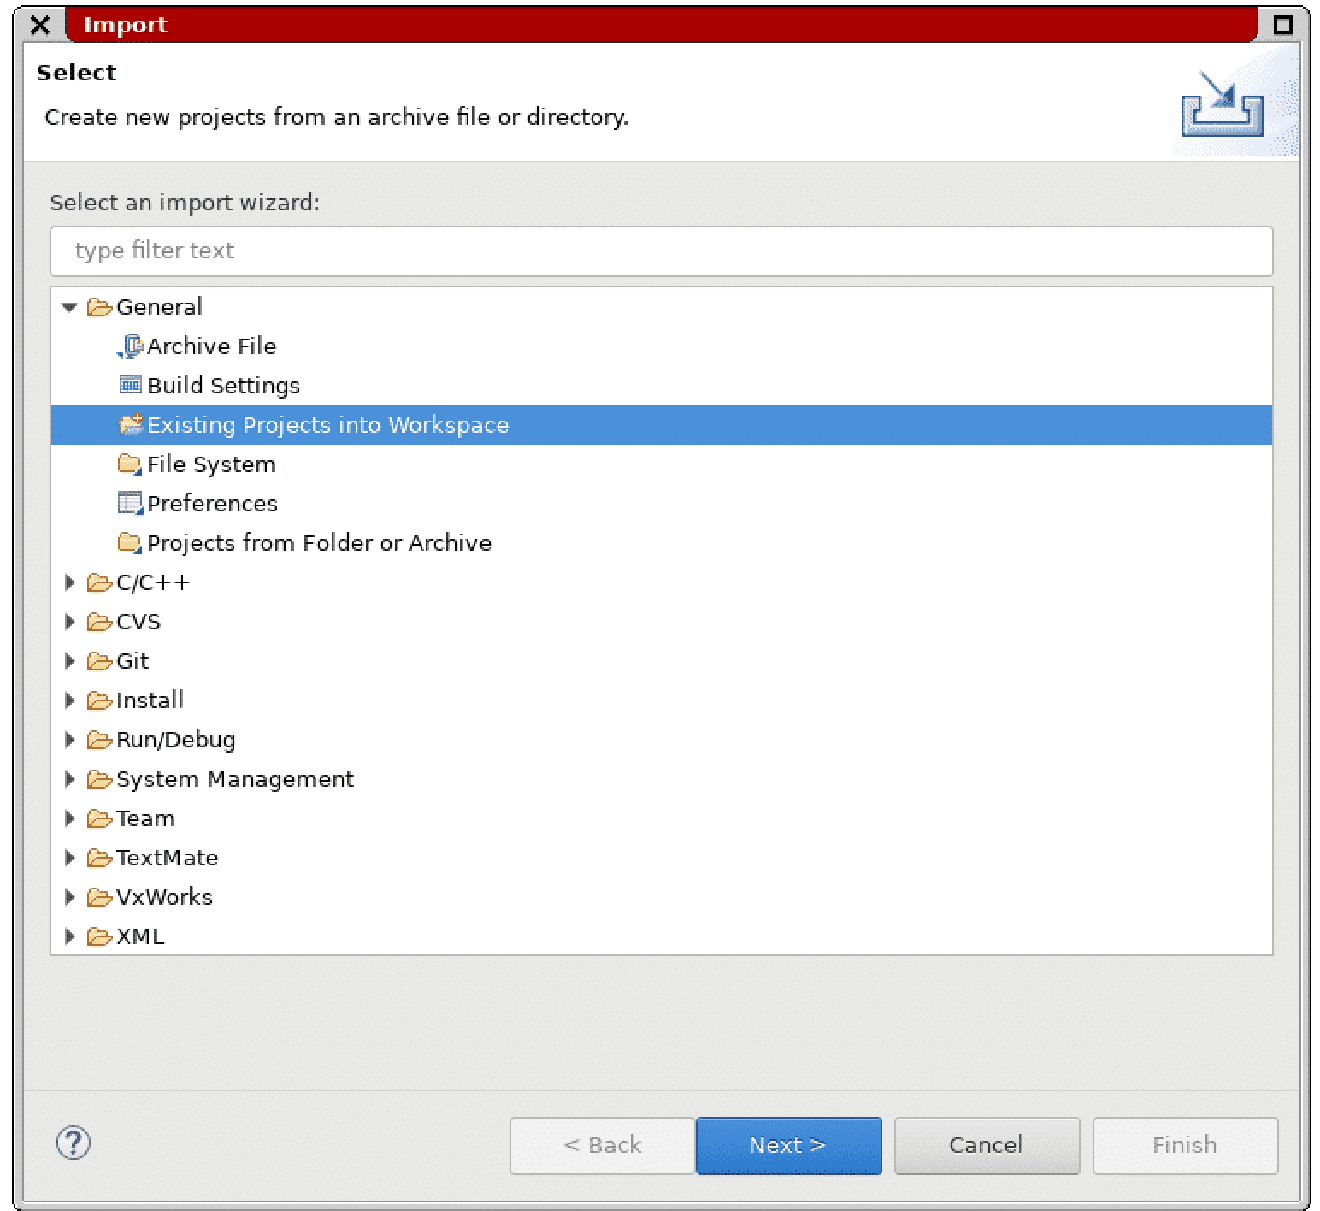 Import
Select
Create new projects from an archive file or directory.
Select an import wizard:
type filter text
General
Archive File
Build Settings
Existing Projects into Workspace
File System
Preferences
Projects from Folder or Archive
C/C++
CVS
Git
Install
Run/Debug
System Management
Team
TextMate
VxWorks
XML
? < Back Next > Cancel Finish